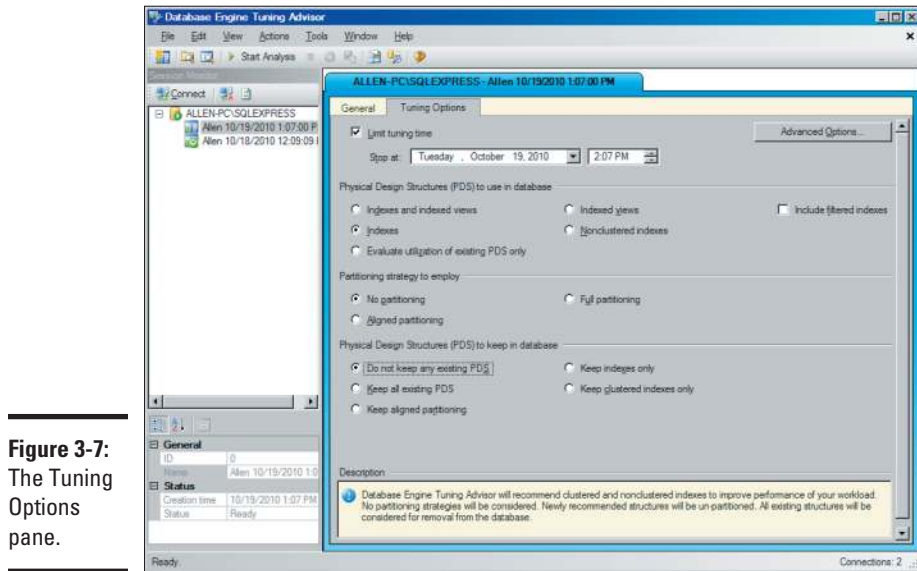 Database Engine Tuning Advisor
File Edit View Actions Tools Window Help
Start Analysis
Session Monitor
Connect
ALLEN-PC\SQLEXPRESS
Allen 10/19/2010 1:07:00 P
Allen 10/18/2010 12:09:09
ALLEN-PC\SQLEXPRESS - Allen 10/19/2010 1:07:00 PM
General Tuning Options
Limit tuning time
Advanced Options...
Stop at: Tuesday , October 19, 2010 2:07 PM
Physical Design Structures (PDS) to use in database
Indexes and indexed views
Indexed views
Include filtered indexes
Indexes
Nonclustered indexes
Evaluate utilization of existing PDS only
Partitioning strategy to employ
No partitioning
Full partitioning
Aligned partitioning
Physical Design Structures (PDS) to keep in database
Do not keep any existing PDS
Keep indexes only
Keep all existing PDS
Keep clustered indexes only
Keep aligned partitioning
General
ID 0
Name Allen 10/19/2010 1:0
Status
Creation time 10/19/2010 1:07 PM
Status Ready
Description
Database Engine Tuning Advisor will recommend clustered and nonclustered indexes to improve performance of your workload.
No partitioning strategies will be considered. Newly recommended structures will be un-partitioned. All existing structures will be
considered for removal from the database.
Ready.
Connections: 2
Figure 3-7:
The Tuning
Options
pane.